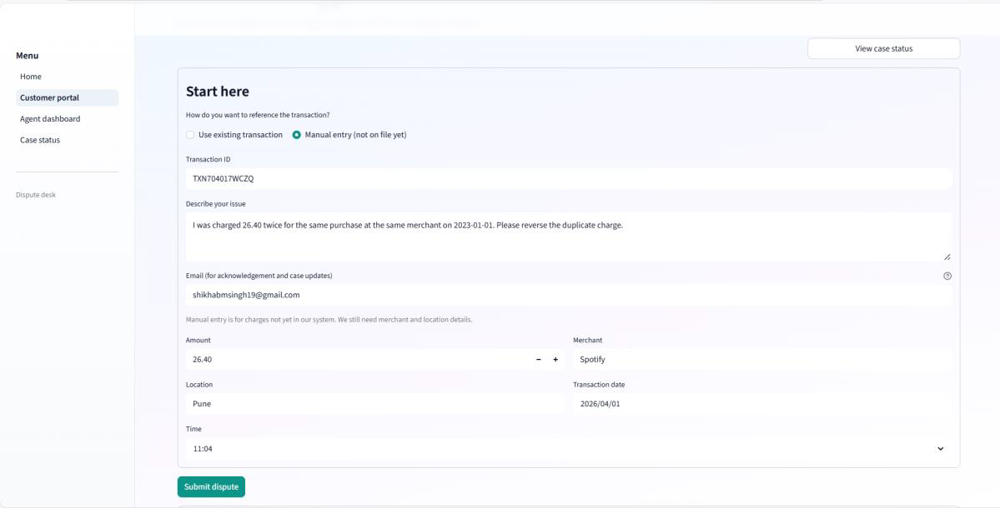 Menu
Home
Customer portal
Agent dashboard
Case status
Dispute desk
View case status
Start here
How do you want to reference the transaction?
Use existing transaction Manual entry (not on file yet)
Transaction ID
TXN704017WCZQ
Describe your issue
I was charged 26.40 twice for the same purchase at the same merchant on 2023-01-01. Please reverse the duplicate charge.
Email (for acknowledgement and case updates)
shikhabmsingh19@gmail.com
Manual entry is for charges not yet in our system. We still need merchant and location details.
Amount Merchant
26.40 − + Spotify
Location Transaction date
Pune 2026/04/01
Time
11:04
Submit dispute